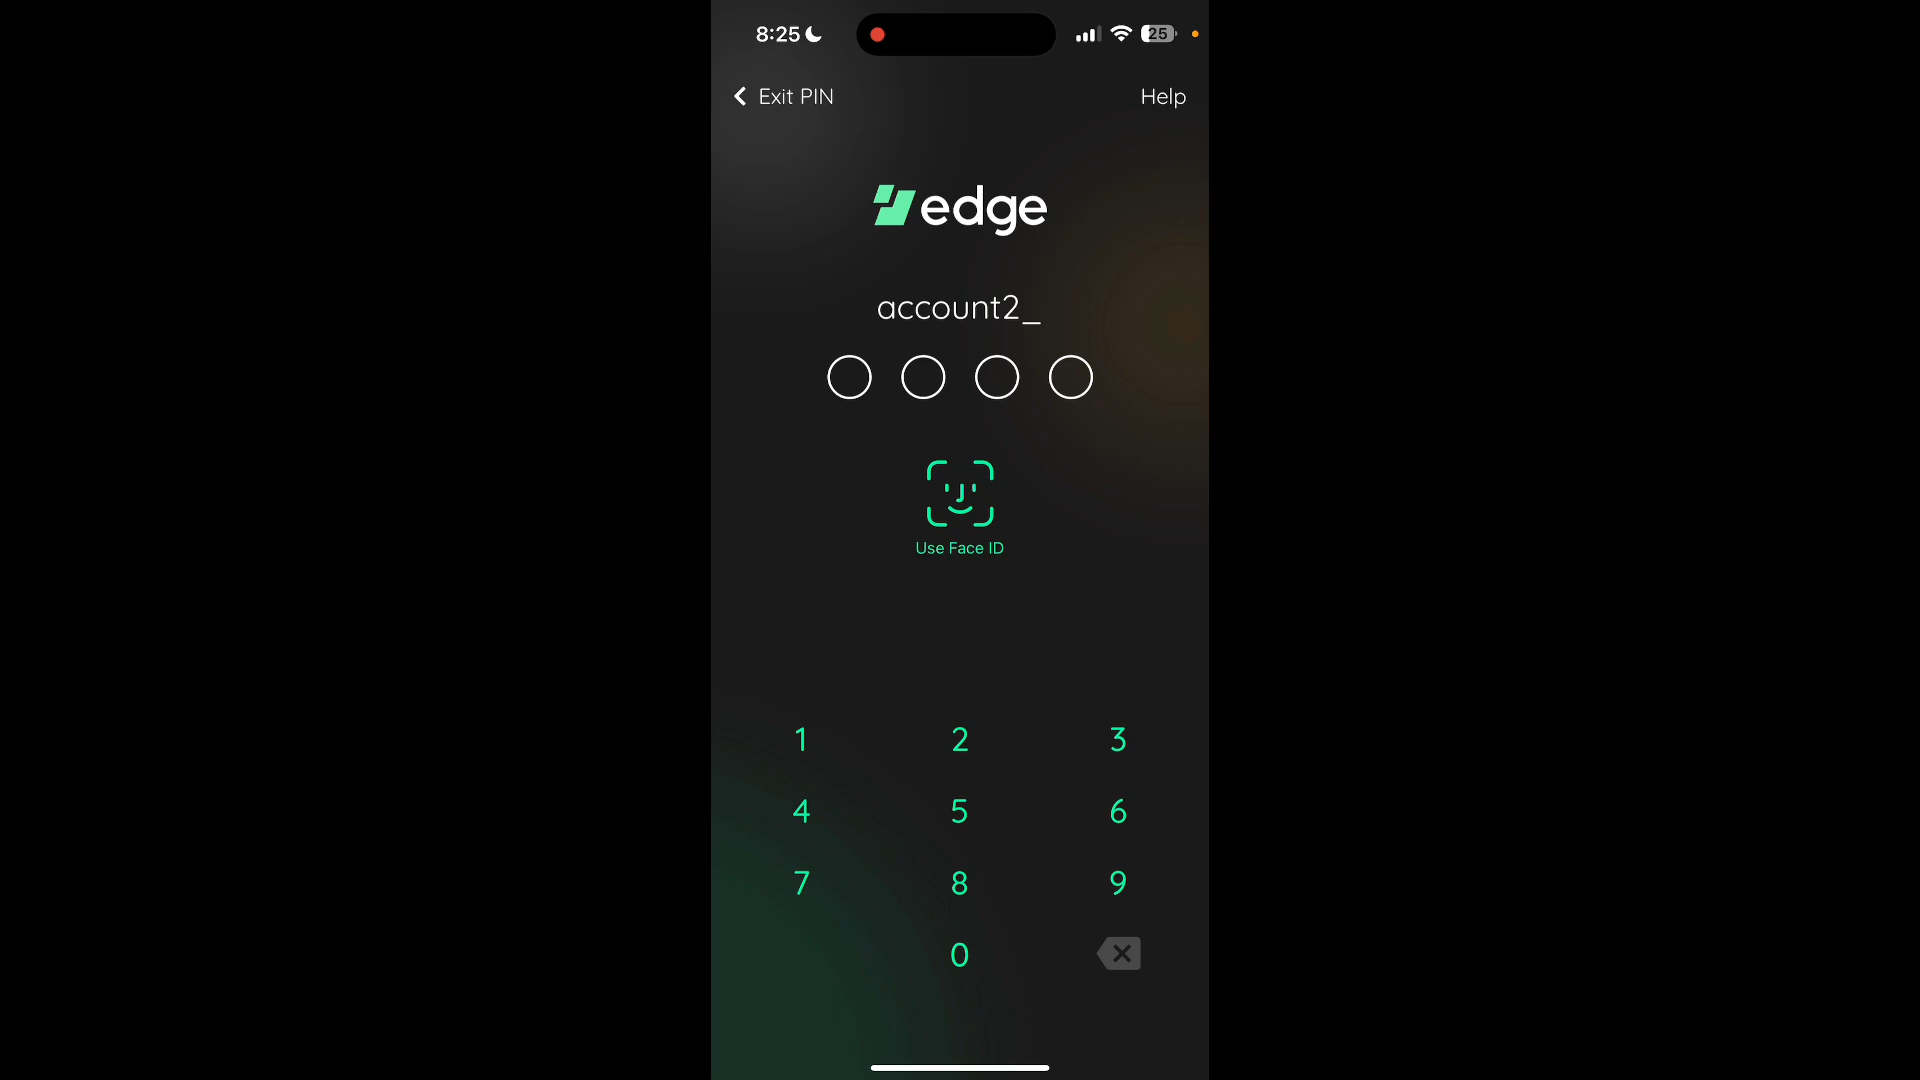 8:25
25
Exit PIN
Help
edge
account2_
Use Face ID
1 2 3
4 5 6
7 8 9
0